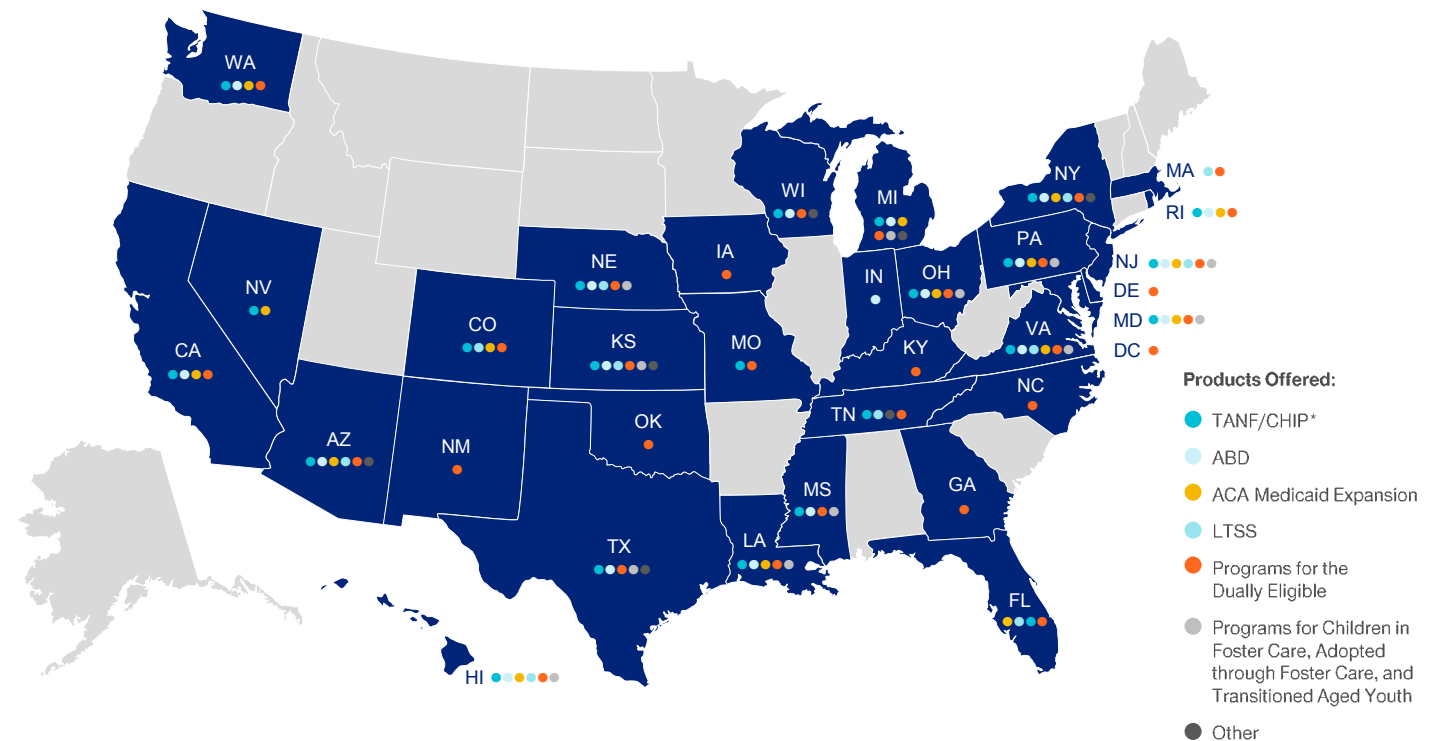 WA
NY
MA
WI
MI
RI
PA
IA
NE
NJ
OH
IN
NV
DE
CO
MD
VA
KS
MO
KY
CA
DC
NC
TN
OK
AZ
NM
GA
MS
LA
TX
FL
HI
Products Offered:
TANF/CHIP*
ABD
ACA Medicaid Expansion
LTSS
Programs for the
Dually Eligible
Programs for Children in
Foster Care, Adopted
through Foster Care, and
Transitioned Aged Youth
Other